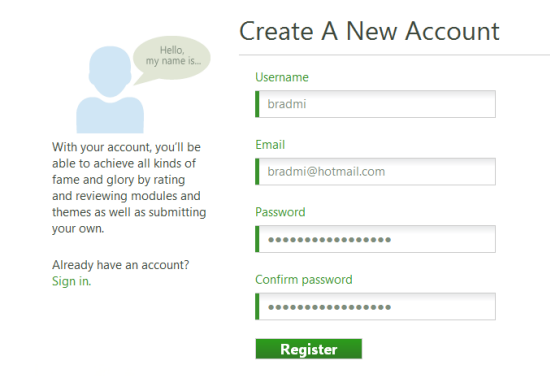 Hello,
my name is...
With your account, you'll be
able to achieve all kinds of
fame and glory by rating
and reviewing modules and
themes as well as submitting
your own.
Already have an account?
Sign in.
Create A New Account
Username
bradmi
Email
bradmi@hotmail.com
Password
•••••••••••••••••
Confirm password
•••••••••••••••••
Register